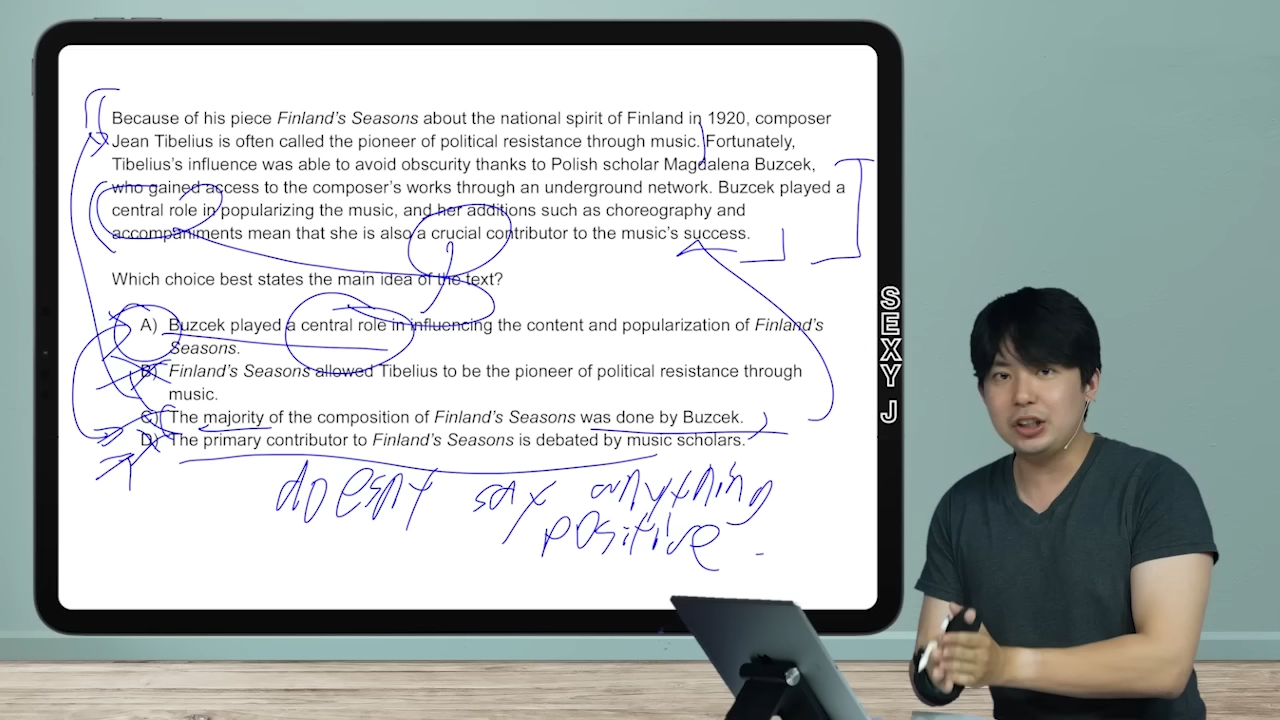 Because of his piece Finland's Seasons about the national spirit of Finland in 1920, composer
Jean Tibelius is often called the pioneer of political resistance through music. Fortunately,
Tibelius's influence was able to avoid obscurity thanks to Polish scholar Magdalena Buzcek,
who gained access to the composer's works through an underground network. Buzcek played a
central role in popularizing the music, and her additions such as choreography and
accompaniments mean that she is also a crucial contributor to the music's success.
Which choice best states the main idea of the text?
A) Buzcek played a central role in influencing the content and popularization of Finland's
Seasons.
B) Finland's Seasons allowed Tibelius to be the pioneer of political resistance through
music.
C) The majority of the composition of Finland's Seasons was done by Buzcek.
D) The primary contributor to Finland's Seasons is debated by music scholars.
doesnt say anything
positive
SEXY J